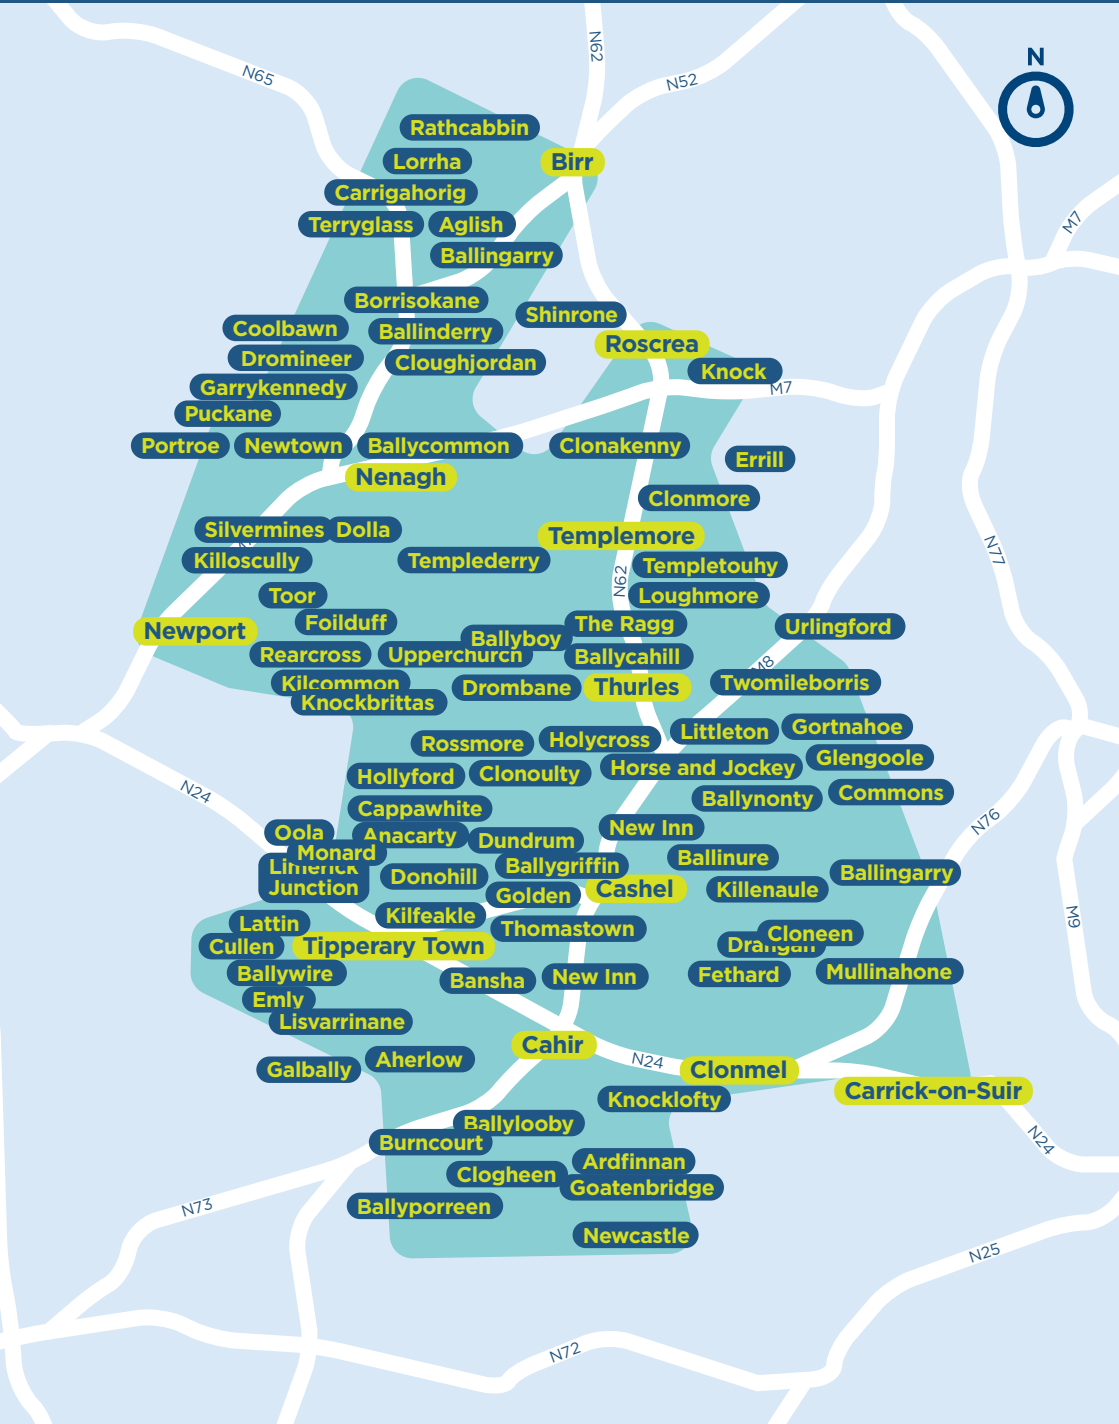 N
N65
N62
N52
Rathcabbin
Lorrha
Birr
Carrigahorig
Terryglass
Aglish
M7
Ballingarry
Borrisokane
Shinrone
Coolbawn
Ballinderry
Roscrea
Dromineer
Cloughjordan
Knock
Garrykennedy
M7
Puckane
Portroe
Newtown
Ballycommon
Clonakenny
Errill
Nenagh
Clonmore
Silvermines
Dolla
Templemore
N77
Killoscully
Templederry
Templetouhy
N62
Toor
Loughmore
Foilduff
The Ragg
Urlingford
Newport
Ballyboy
Rearcross
Upperchurch
Ballycahill
M8
Kilcommon
Drombane
Thurles
Twomileborris
Knockbrittas
Rossmore
Holycross
Littleton
Gortnahoe
Hollyford
Clonoulty
Horse and Jockey
Glengoole
N24
Ballynonty
Commons
Cappawhite
N76
Oola
Anacarty
Dundrum
New Inn
Monard
Ballinure
Limerick
Junction
Donohill
Ballygriffin
Ballingarry
Golden
Cashel
Killenaule
Kilfeakle
M9
Lattin
Thomastown
Cloneen
Cullen
Tipperary Town
Drangan
Ballywire
Bansha
New Inn
Fethard
Mullinahone
Emly
Lisvarrinane
Cahir
Galbally
Aherlow
N24
Clonmel
Carrick-on-Suir
Knocklofty
Ballylooby
N24
Burncourt
Ardfinnan
Clogheen
Goatenbridge
N73
Ballyporreen
Newcastle
N25
N72